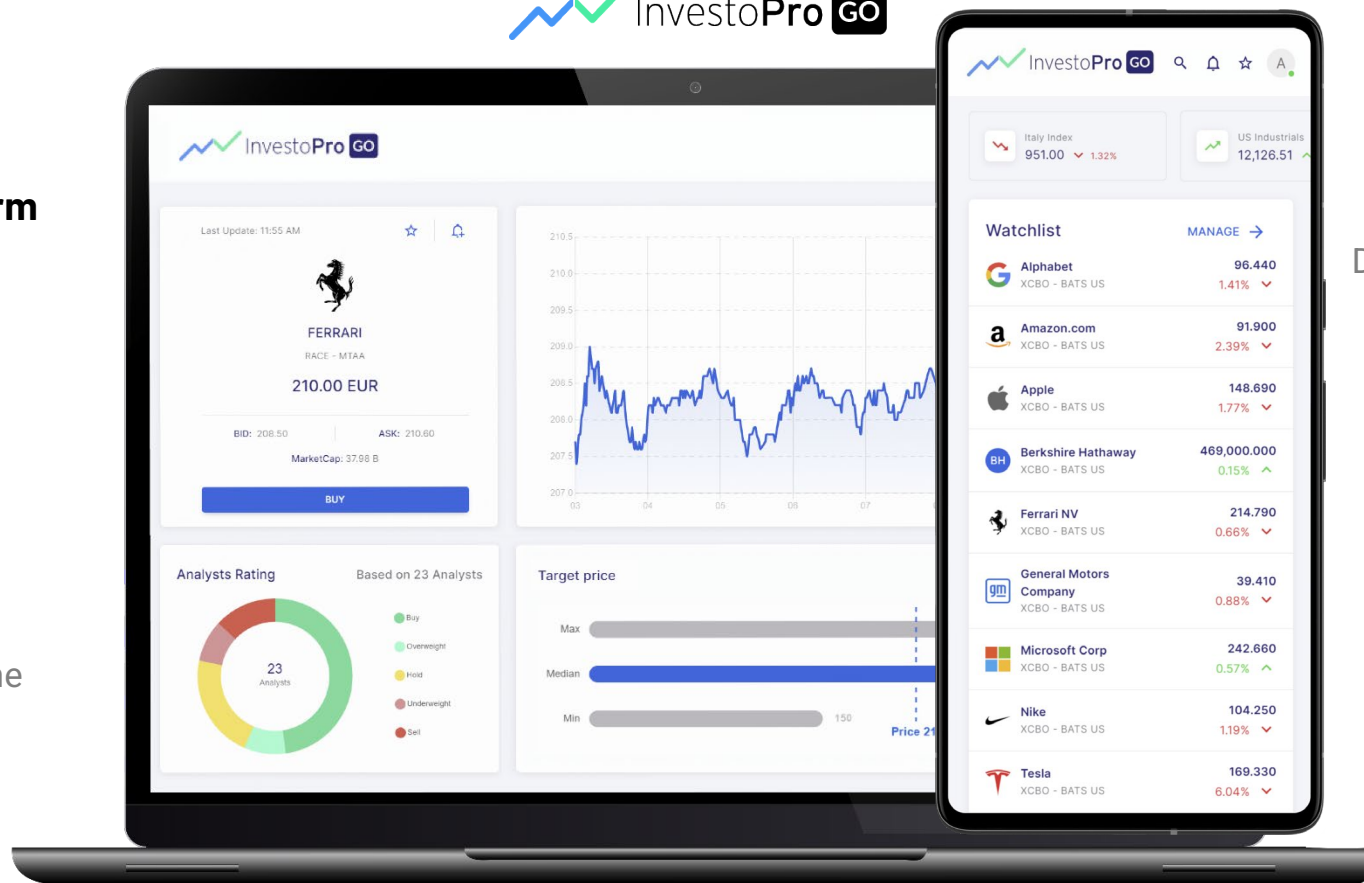 InvestoPro GO
rm
ne
D
InvestoPro GO
Last Update: 11:55 AM
FERRARI
RACE - MTAA
210.00 EUR
BID: 208.50
ASK: 210.60
MarketCap: 37.98 B
BUY
210.5
210.0
209.5
209.0
208.5
208.0
207.5
207.0
03
04
05
06
07
Analysts Rating
Based on 23 Analysts
23
Analysts
Buy
Overweight
Hold
Underweight
Sell
Target price
Max
Median
Min
150
Price 21
InvestoPro GO
A
Italy Index
951.00 1.32%
US Industrials
12,126.51
Watchlist
MANAGE
Alphabet
96.440
XCBO - BATS US
1.41%
Amazon.com
91.900
XCBO - BATS US
2.39%
Apple
148.690
XCBO - BATS US
1.77%
BH
Berkshire Hathaway
469,000.000
XCBO - BATS US
0.15%
Ferrari NV
214.790
XCBO - BATS US
0.66%
gm
General Motors
Company
39.410
XCBO - BATS US
0.88%
Microsoft Corp
242.660
XCBO - BATS US
0.57%
Nike
104.250
XCBO - BATS US
1.19%
Tesla
169.330
XCBO - BATS US
6.04%